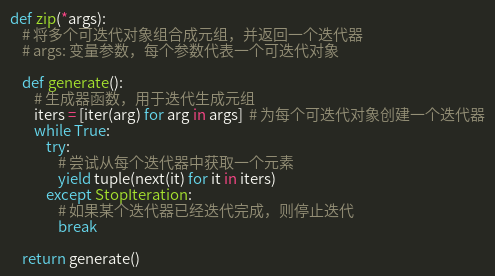 def zip(*args):
    # 将多个可迭代对象组合成元组，并返回一个迭代器
    # args: 变量参数，每个参数代表一个可迭代对象

    def generate():
        # 生成器函数，用于迭代生成元组
        iters = [iter(arg) for arg in args]  # 为每个可迭代对象创建一个迭代器
        while True:
            try:
                # 尝试从每个迭代器中获取一个元素
                yield tuple(next(it) for it in iters)
            except StopIteration:
                # 如果某个迭代器已经迭代完成，则停止迭代
                break

    return generate()